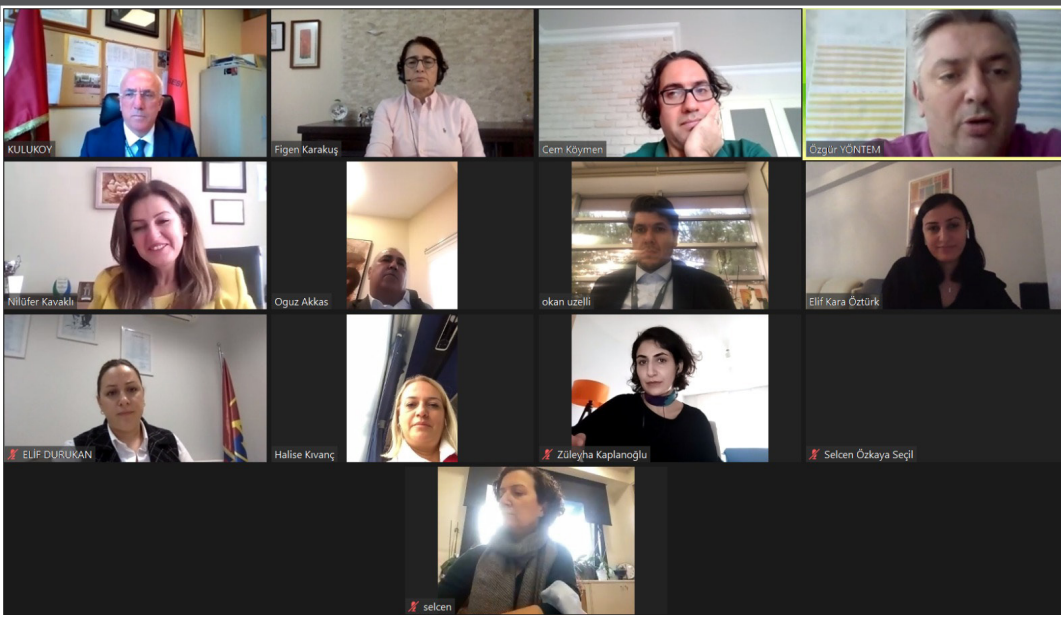 KULUKOY
Figen Karakuş
Cem Köymen
Özgür YÖNTEM
Nilüfer Kavaklı
Oguz Akkas
okan uzelli
Elif Kara Öztürk
ELİF DURUKAN
Halise Kıvanç
Züleyha Kaplanoğlu
Selcen Özkaya Seçil
selcen